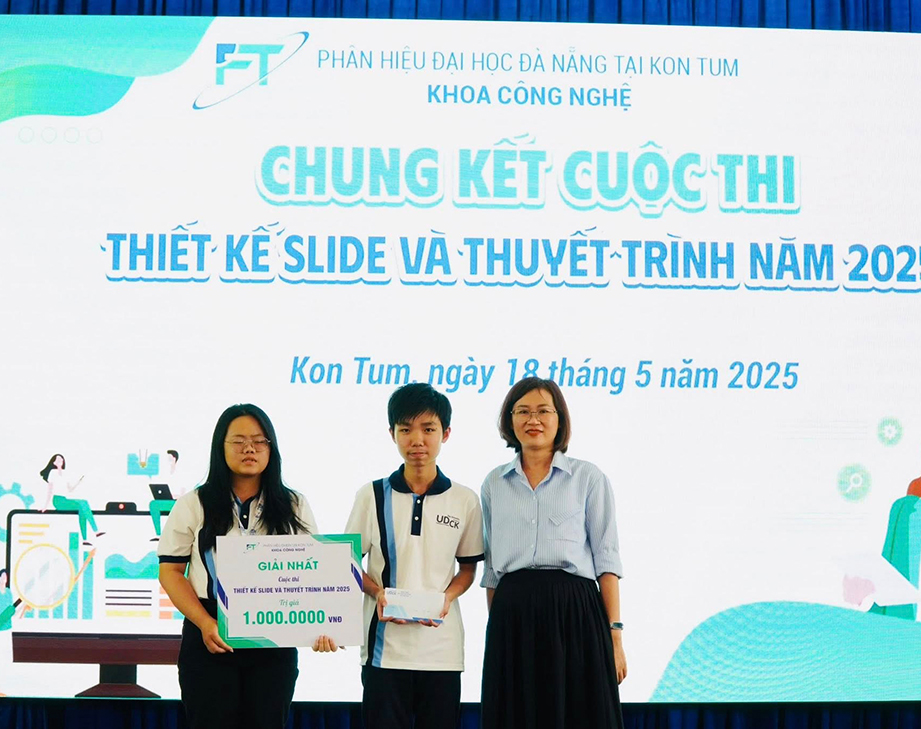 FT
PHÂN HIỆU ĐẠI HỌC ĐÀ NẴNG TẠI KON TUM
KHOA CÔNG NGHỆ
CHUNG KẾT CUỘC THI
THIẾT KẾ SLIDE VÀ THUYẾT TRÌNH NĂM 2025
Kon Tum, ngày 18 tháng 5 năm 2025
UDCK
FT
KHOA CÔNG NGHỆ
GIẢI NHẤT
Cuộc thi
THIẾT KẾ SLIDE VÀ THUYẾT TRÌNH NĂM 2025
Trị giá
1.000.0000 VNĐ